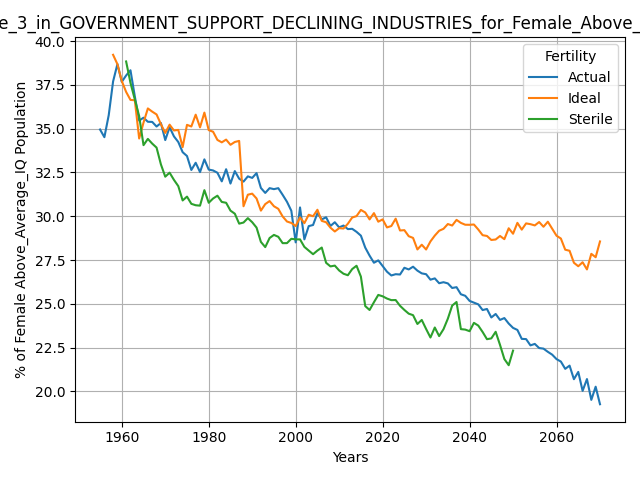 e_3_in_GOVERNMENT_SUPPORT_DECLINING_INDUSTRIES_for_Female_Above_
40.0
37.5
35.0
32.5
30.0
27.5
25.0
22.5
20.0
% of Female Above_Average_IQ Population
Fertility
Actual
Ideal
Sterile
1960
1980
2000
2020
2040
2060
Years